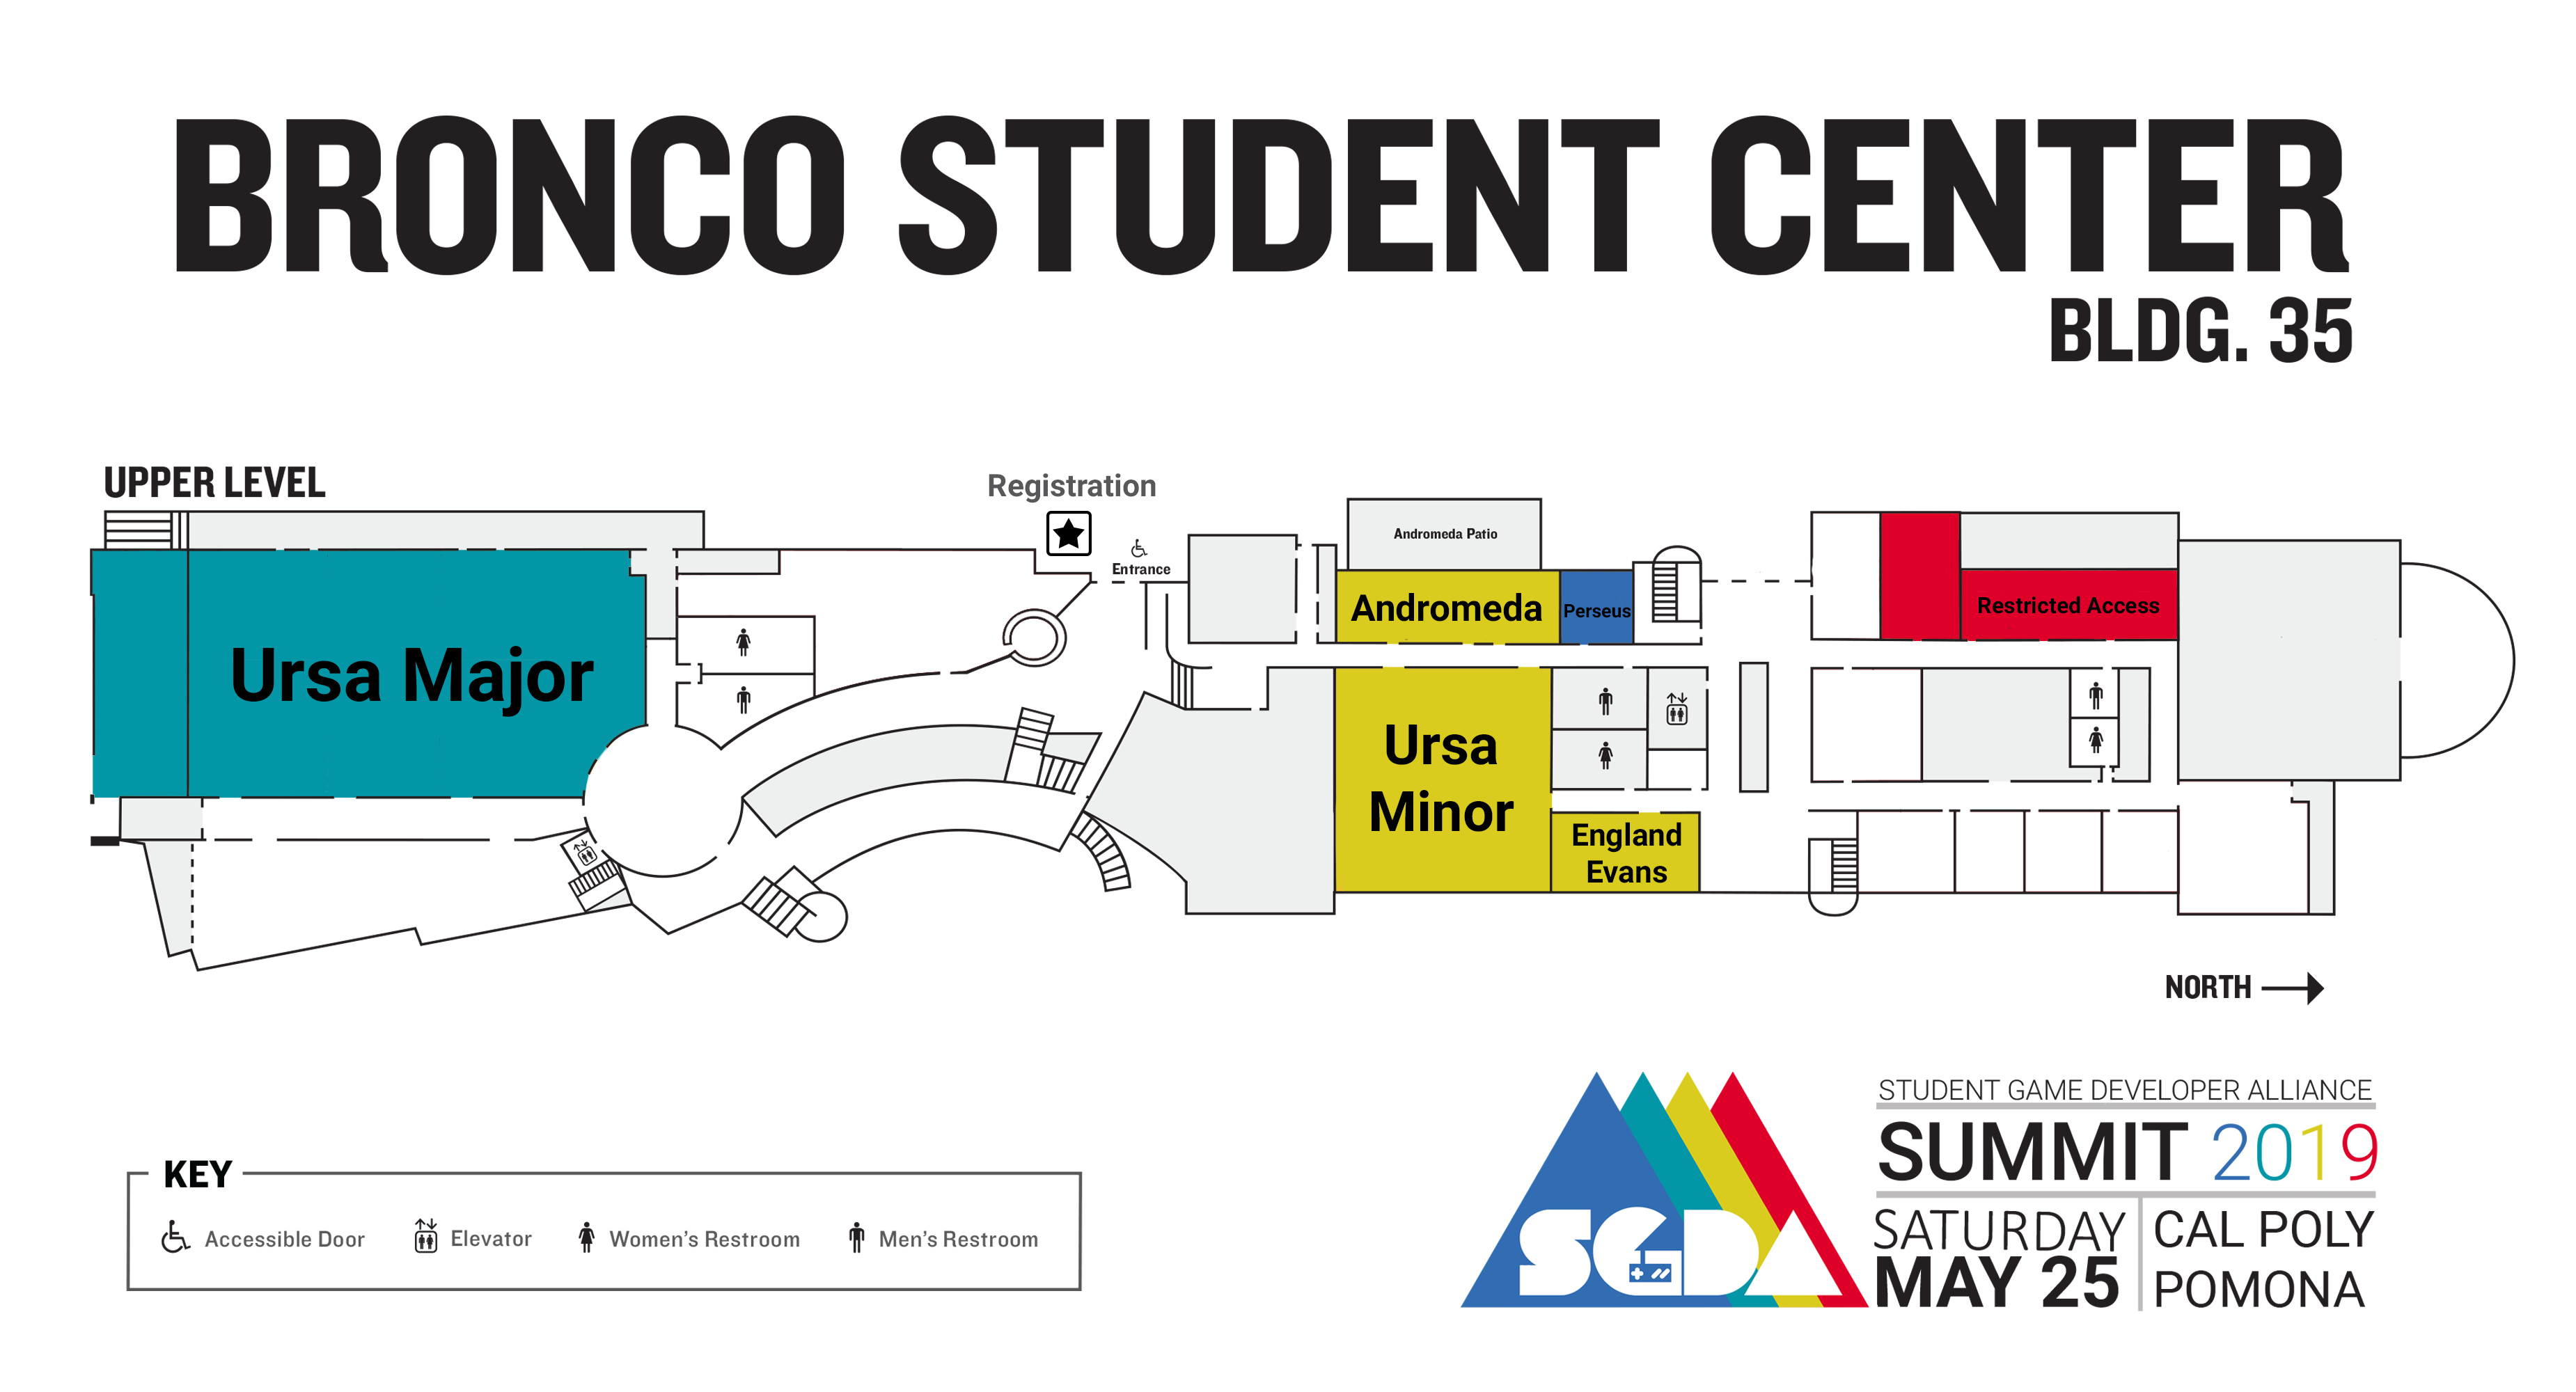 BRONCO STUDENT CENTER
BLDG. 35
UPPER LEVEL
Registration
Entrance
Andromeda Patio
Andromeda
Perseus
Restricted Access
Ursa Major
Ursa
Minor
England
Evans
NORTH
KEY
Accessible Door
Elevator
Women's Restroom
Men's Restroom
SGDA
STUDENT GAME DEVELOPER ALLIANCE
SUMMIT 2019
SATURDAY
MAY 25
CAL POLY
POMONA